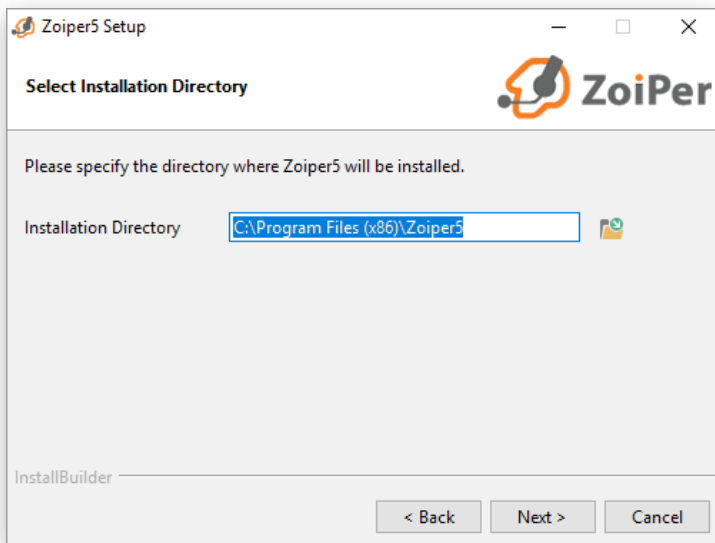 Zoiper5 Setup
Select Installation Directory
ZoiPer
Please specify the directory where Zoiper5 will be installed.
Installation Directory
C:\Program Files (x86)\Zoiper5
InstallBuilder
< Back
Next >
Cancel